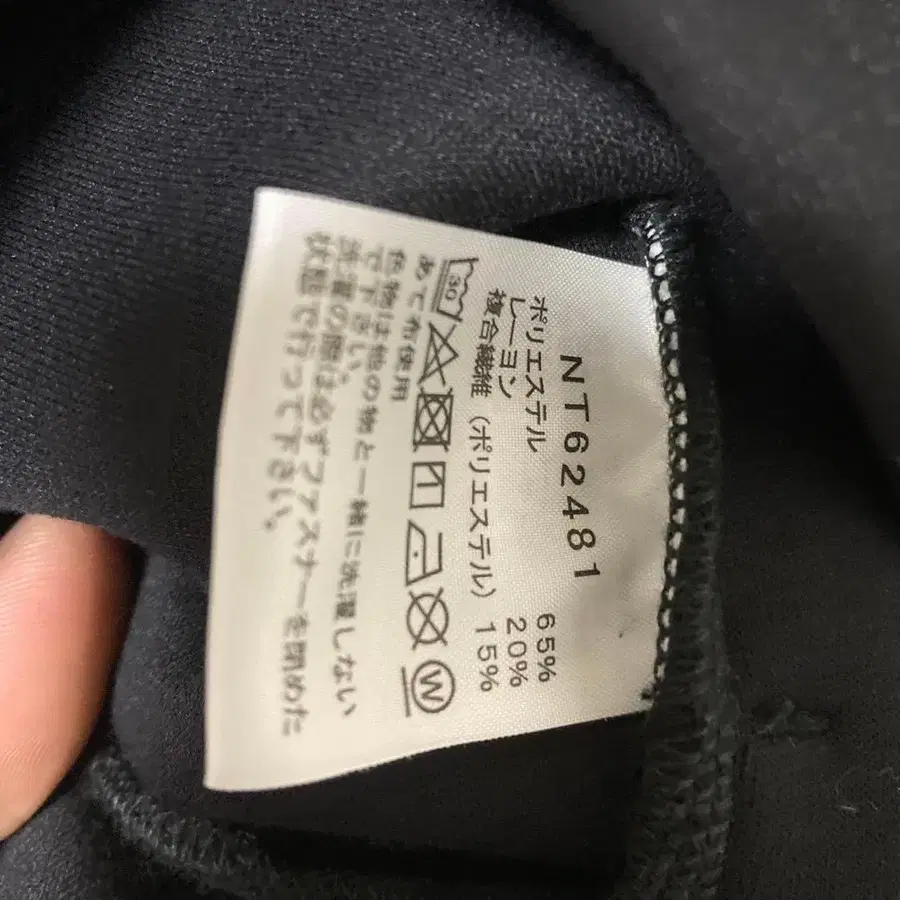 NT62481
ポリエステル 65%
レーヨン 20%
複合繊維(ポリエステル) 15%
30 W
あて布使用
色物は他の物と一緒に洗濯しない
で下さい。
洗濯の際は必ずファスナーを閉めた
状態で行って下さい。